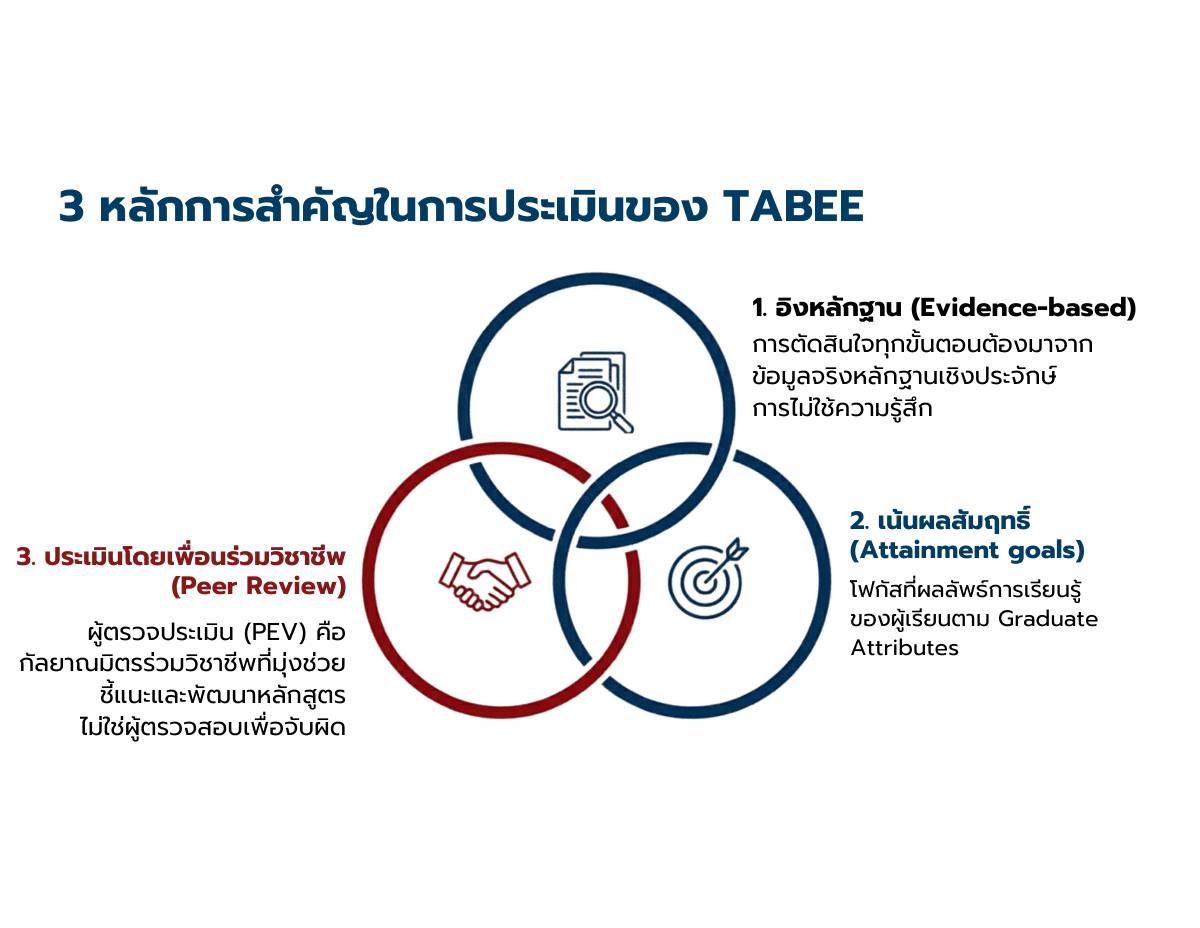 3 หลักการสำคัญในการประเมินของ TABEE
1. อิงหลักฐาน (Evidence-based)
การตัดสินใจทุกขั้นตอนต้องมาจาก
ข้อมูลจริงหลักฐานเชิงประจักษ์
การไม่ใช้ความรู้สึก
2. เน้นผลสัมฤทธิ์
(Attainment goals)
โฟกัสที่ผลลัพธ์การเรียนรู้
ของผู้เรียนตาม Graduate
Attributes
3. ประเมินโดยเพื่อนร่วมวิชาชีพ
(Peer Review)
ผู้ตรวจประเมิน (PEV) คือ
กัลยาณมิตรร่วมวิชาชีพที่มุ่งช่วย
ชี้แนะและพัฒนาหลักสูตร
ไม่ใช่ผู้ตรวจสอบเพื่อจับผิด